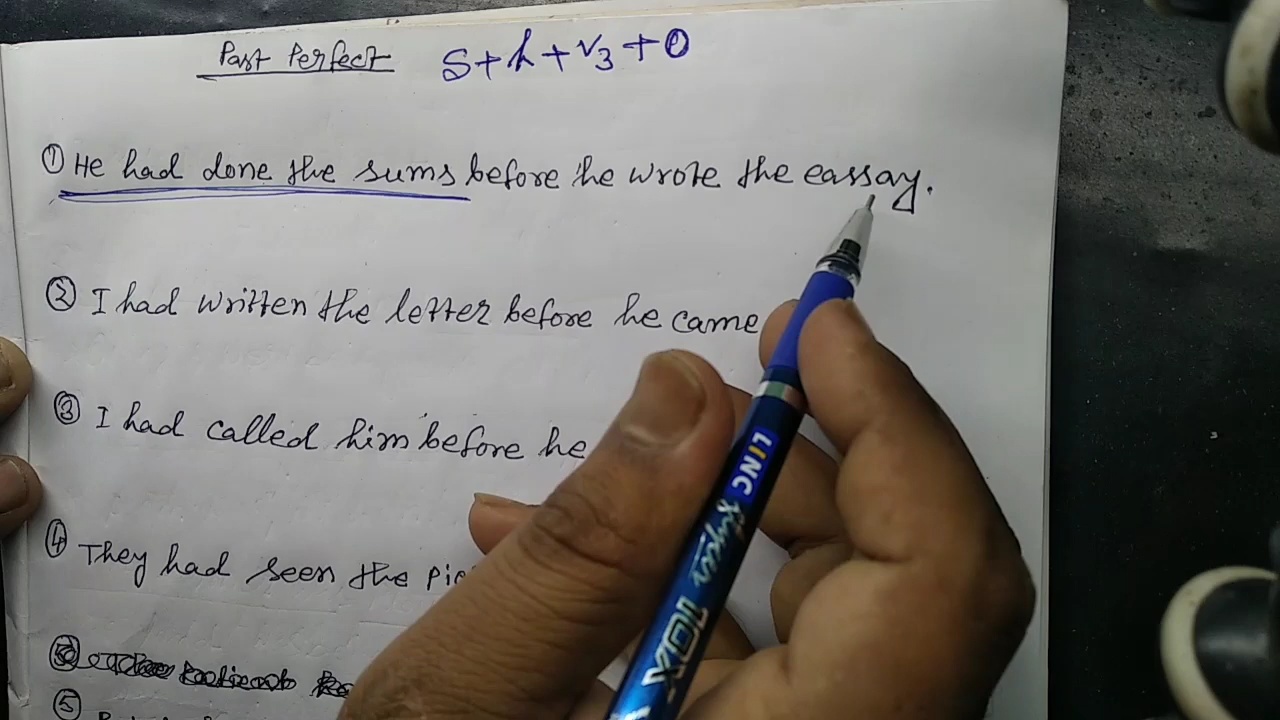 Past Perfect S+h+V3+O
① He had done the sums before he wrote the eassay.
② I had written the letter before he came
③ I had called him before he
④ They had seen the
⑤
LINC
10X